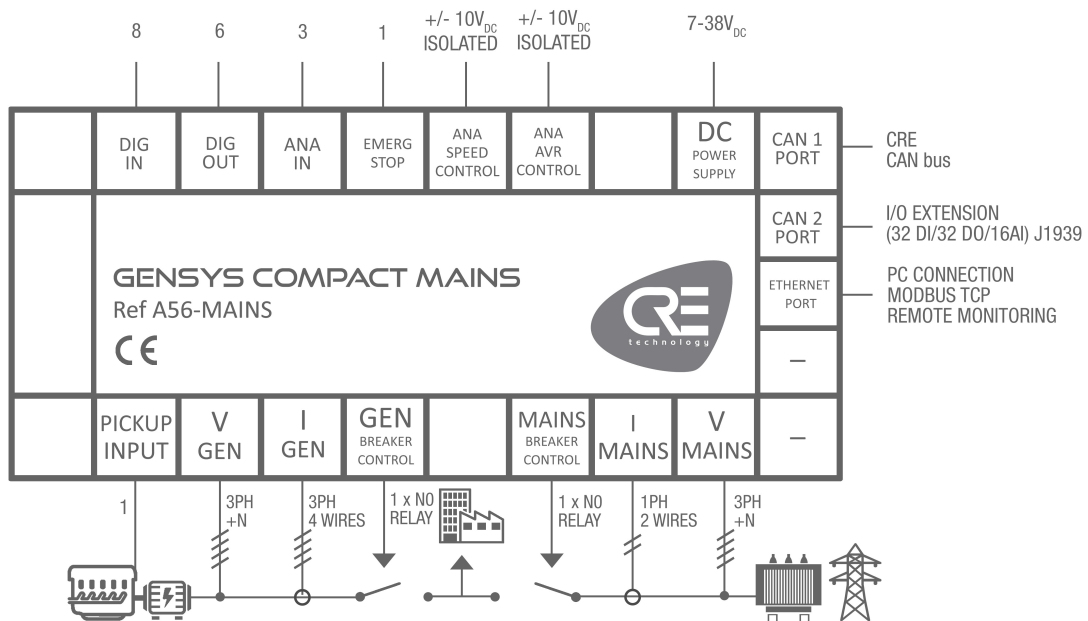 8
6
3
1
+/- 10VDC
ISOLATED
+/- 10VDC
ISOLATED
7-38VDC
DIG
IN
DIG
OUT
ANA
IN
EMERG
STOP
ANA
SPEED
CONTROL
ANA
AVR
CONTROL
DC
POWER
SUPPLY
CAN 1
PORT
CRE
CAN bus
CAN 2
PORT
I/O EXTENSION
(32 DI/32 DO/16AI) J1939
ETHERNET
PORT
PC CONNECTION
MODBUS TCP
REMOTE MONITORING
GENSYS COMPACT MAINS
Ref A56-MAINS
CE
CRE
technology
–
–
PICKUP
INPUT
V
GEN
I
GEN
GEN
BREAKER
CONTROL
MAINS
BREAKER
CONTROL
I
MAINS
V
MAINS
1
3PH
+N
3PH
4 WIRES
1 x NO
RELAY
1 x NO
RELAY
1PH
2 WIRES
3PH
+N